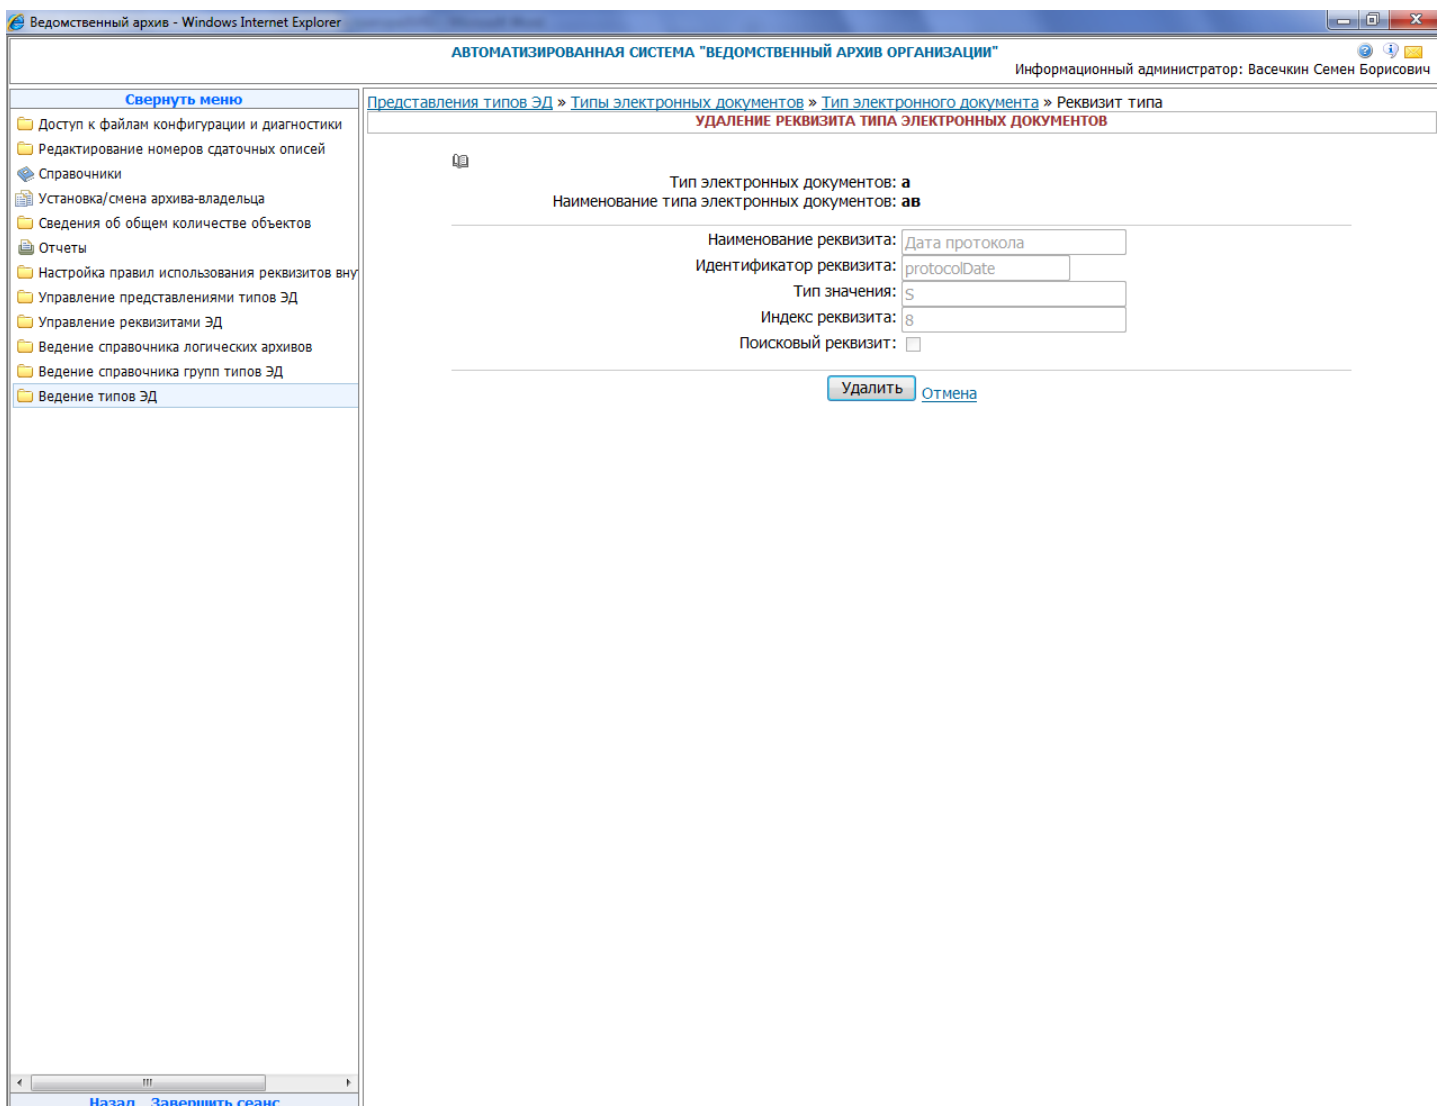 Ведомственный архив - Windows Internet Explorer
АВТОМАТИЗИРОВАННАЯ СИСТЕМА "ВЕДОМСТВЕННЫЙ АРХИВ ОРГАНИЗАЦИИ"
Информационный администратор: Васечкин Семен Борисович
Свернуть меню
Доступ к файлам конфигурации и диагностики
Редактирование номеров сдаточных описей
Справочники
Установка/смена архива-владельца
Сведения об общем количестве объектов
Отчеты
Настройка правил использования реквизитов вну
Управление представлениями типов ЭД
Управление реквизитами ЭД
Ведение справочника логических архивов
Ведение справочника групп типов ЭД
Ведение типов ЭД
Назад Завершить сеанс
Представления типов ЭД » Типы электронных документов » Тип электронного документа » Реквизит типа
УДАЛЕНИЕ РЕКВИЗИТА ТИПА ЭЛЕКТРОННЫХ ДОКУМЕНТОВ
Тип электронных документов: а
Наименование типа электронных документов: ав
Наименование реквизита: Дата протокола
Идентификатор реквизита: protocolDate
Тип значения: S
Индекс реквизита: 8
Поисковый реквизит:
Удалить Отмена